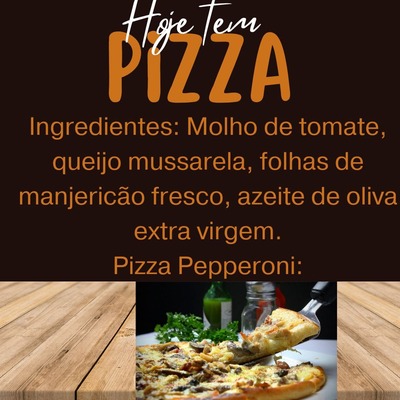 Hoje tem
PIZZA
Ingredientes: Molho de tomate,
queijo mussarela, folhas de
manjericão fresco, azeite de oliva
extra virgem.
Pizza Pepperoni: